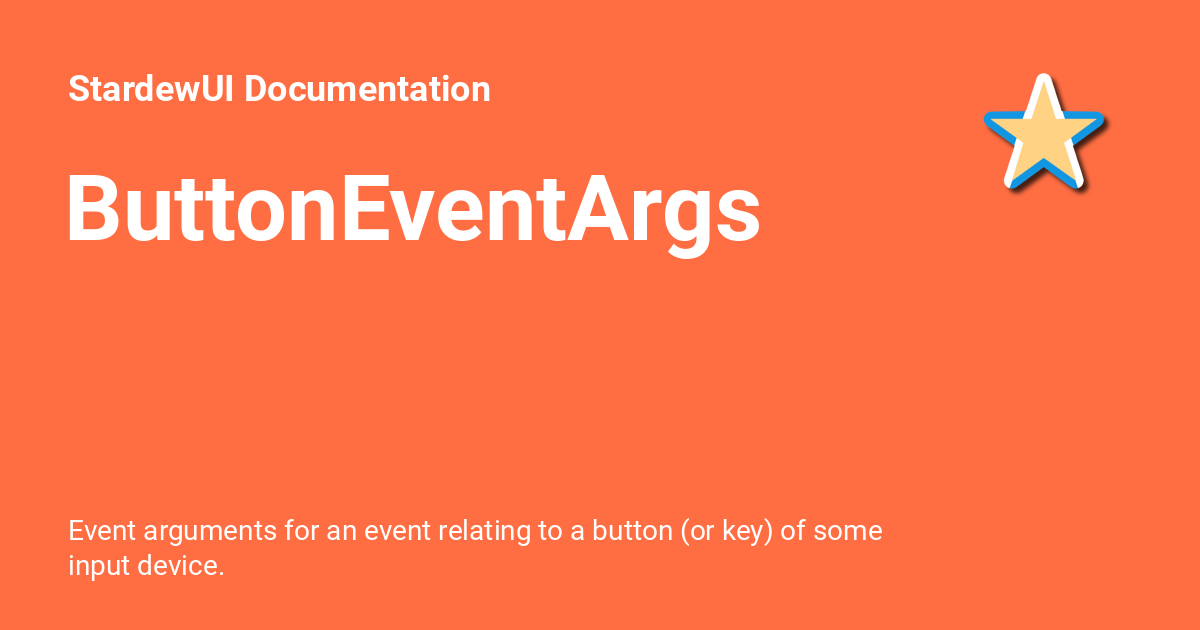 StardewUI Documentation
ButtonEventArgs
Event arguments for an event relating to a button (or key) of some
input device.